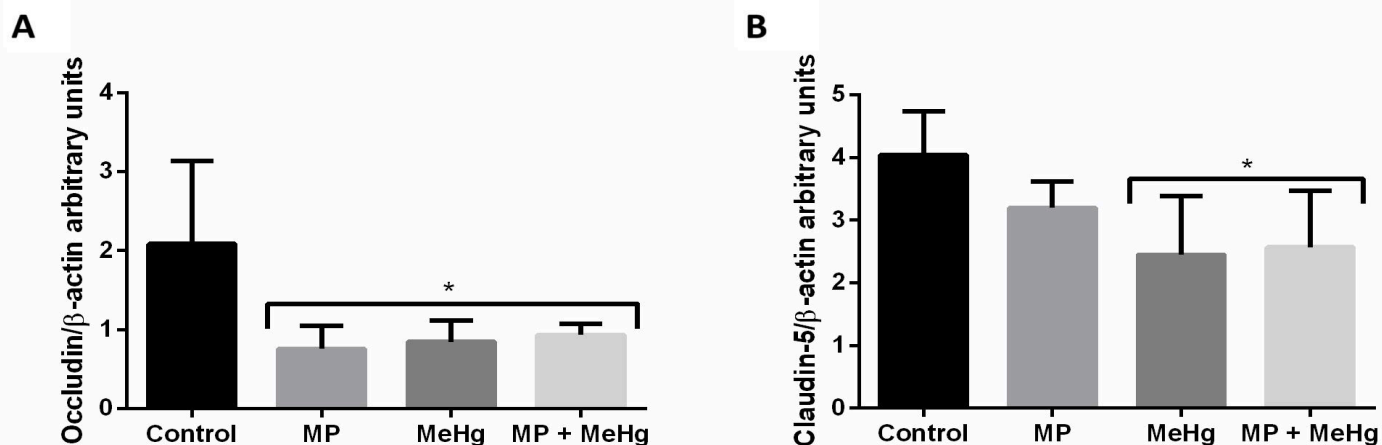 A
Occludin/β-actin arbitrary units
4
3
2
1
0
*
Control MP MeHg MP + MeHg
B
Claudin-5/β-actin arbitrary units
5
4
3
2
1
0
*
Control MP MeHg MP + MeHg